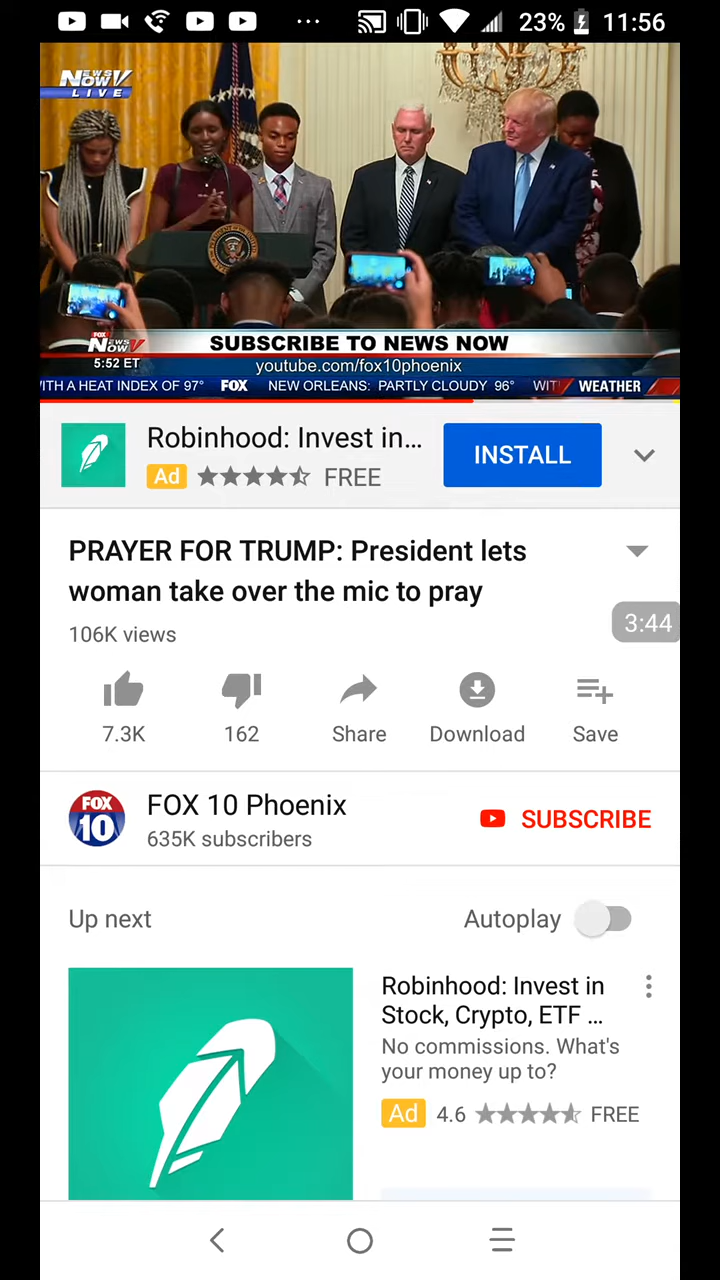 23% 11:56
NEWS
NOW
LIVE
FOX
NEWS
NOW
5:52 ET
SUBSCRIBE TO NEWS NOW
youtube.com/fox10phoenix
ITH A HEAT INDEX OF 97° FOX NEW ORLEANS: PARTLY CLOUDY 96° WIT WEATHER
Robinhood: Invest in...
Ad FREE
INSTALL
PRAYER FOR TRUMP: President lets
woman take over the mic to pray
106K views
3:44
7.3K 162 Share Download Save
FOX
10
FOX 10 Phoenix
635K subscribers
SUBSCRIBE
Up next Autoplay
Robinhood: Invest in
Stock, Crypto, ETF ...
No commissions. What's
your money up to?
Ad 4.6 FREE